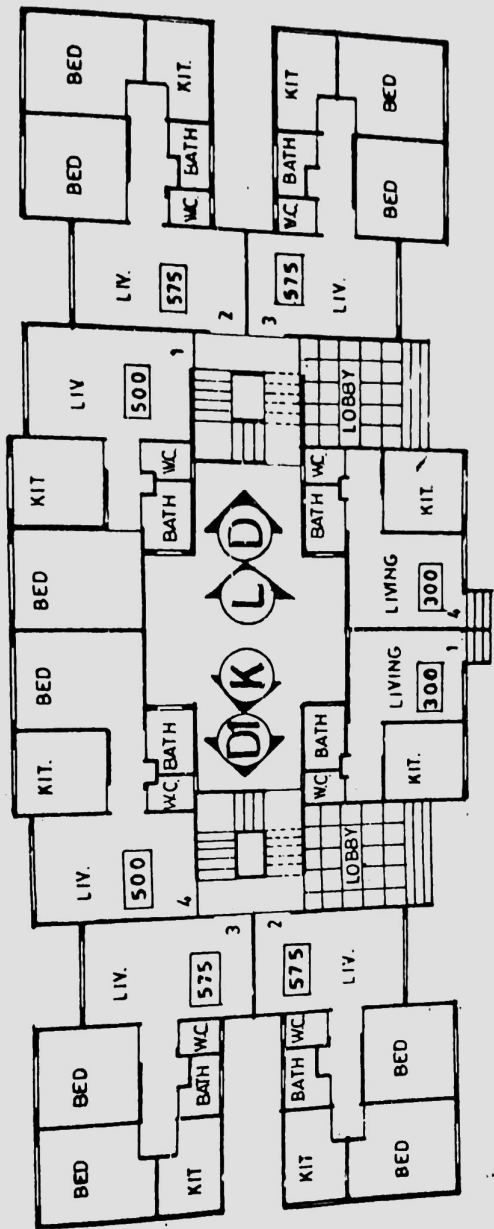 BED
BED
KIT
BATH
W.C.
LIV.
575
3
LIV.
500
4
KIT.
BED
W.C.
BATH
BED
KIT
BATH
W.C.
LIV
500
1
LIV.
575
2
BED
BED
W.C.
BATH
KIT.
D1
K
L
D
KIT
BATH
W.C.
BED
BED
LIV.
575
2
LOBBY
W.C.
BATH
KIT.
LIVING
300
1
LIVING
300
4
BATH
W.C.
KIT.
LOBBY
3
575
LIV.
W.C.
BATH
KIT
BED
BED